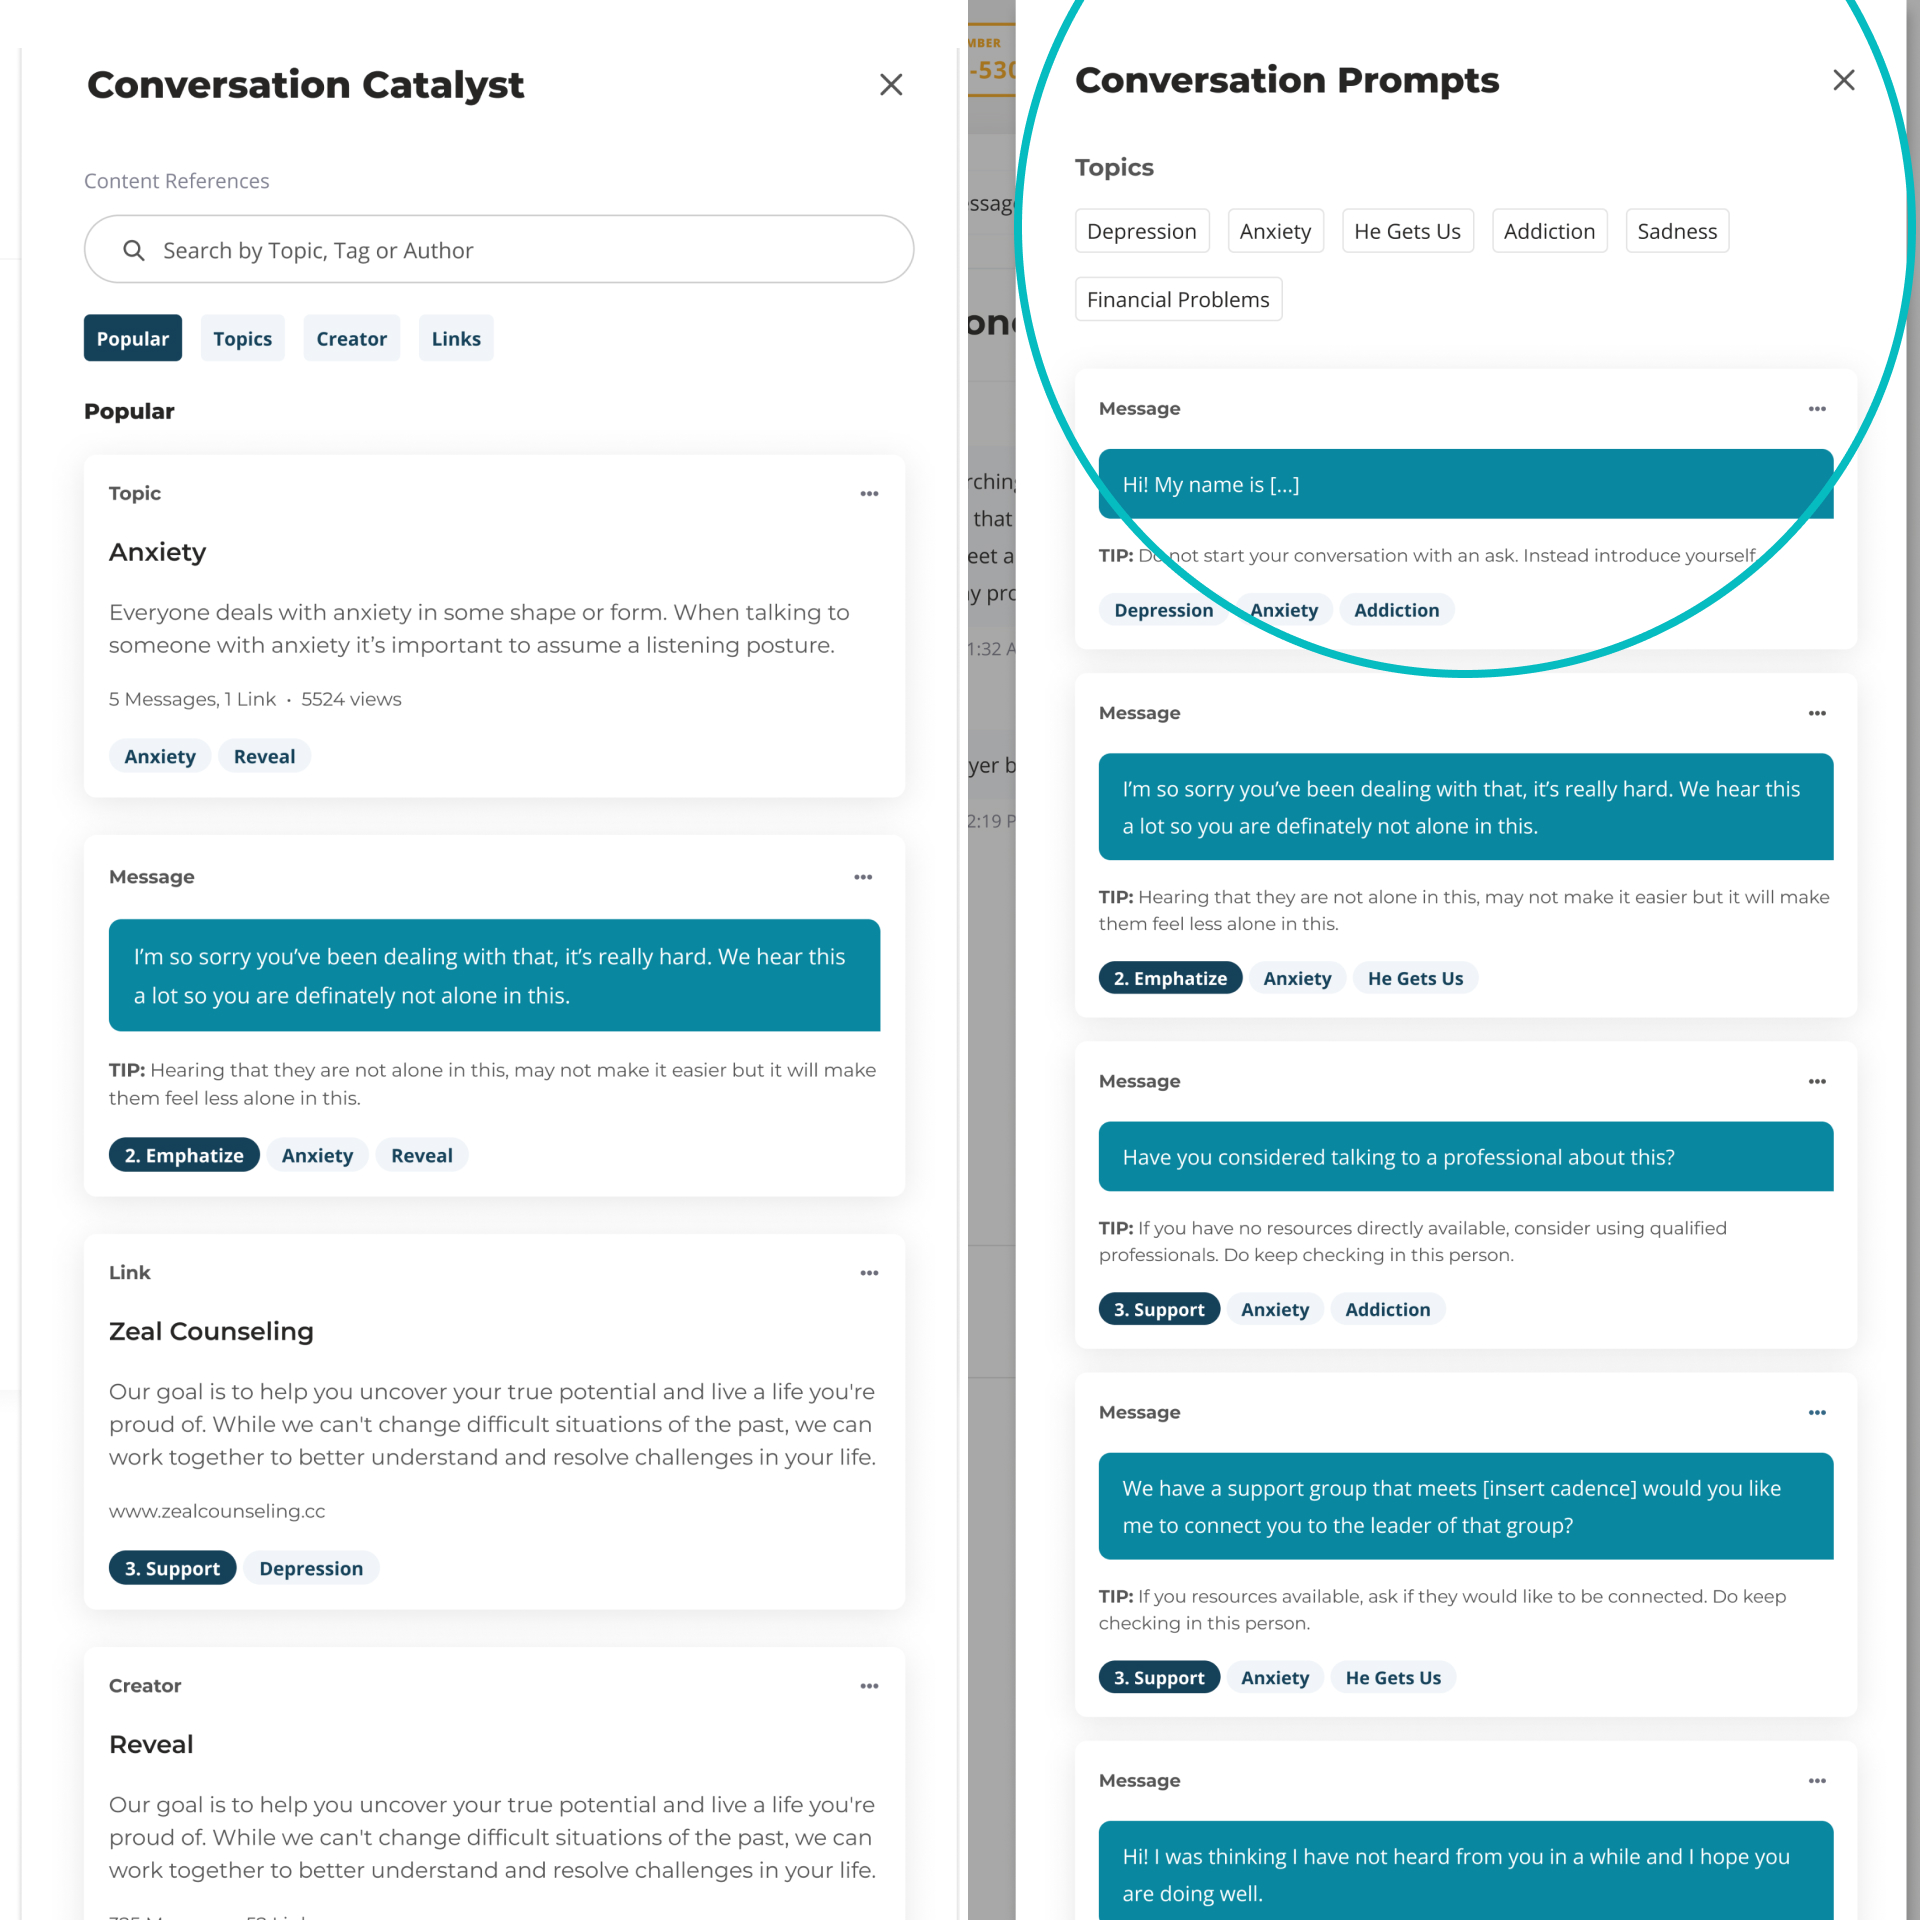 Conversation Catalyst
Content References
Search by Topic, Tag or Author
Popular
Topics
Creator
Links
Popular
Topic
Anxiety
Everyone deals with anxiety in some shape or form. When talking to
someone with anxiety it’s important to assume a listening posture.
5 Messages, 1 Link • 5524 views
Anxiety
Reveal
Message
I’m so sorry you’ve been dealing with that, it’s really hard. We hear this
a lot so you are definately not alone in this.
TIP: Hearing that they are not alone in this, may not make it easier but it will make
them feel less alone in this.
2. Emphatize
Anxiety
Reveal
Link
Zeal Counseling
Our goal is to help you uncover your true potential and live a life you're
proud of. While we can't change difficult situations of the past, we can
work together to better understand and resolve challenges in your life.
www.zealcounseling.cc
3. Support
Depression
Creator
Reveal
Our goal is to help you uncover your true potential and live a life you're
proud of. While we can't change difficult situations of the past, we can
work together to better understand and resolve challenges in your life.
-530
that
Conversation Prompts
Topics
Depression
Anxiety
He Gets Us
Addiction
Sadness
Financial Problems
Message
Hi! My name is [...]
TIP: Do not start your conversation with an ask. Instead introduce yourself.
Depression
Anxiety
Addiction
Message
I’m so sorry you’ve been dealing with that, it’s really hard. We hear this
a lot so you are definately not alone in this.
TIP: Hearing that they are not alone in this, may not make it easier but it will make
them feel less alone in this.
2. Emphatize
Anxiety
He Gets Us
Message
Have you considered talking to a professional about this?
TIP: If you have no resources directly available, consider using qualified
professionals. Do keep checking in this person.
3. Support
Anxiety
Addiction
Message
We have a support group that meets [insert cadence] would you like
me to connect you to the leader of that group?
TIP: If you resources available, ask if they would like to be connected. Do keep
checking in this person.
3. Support
Anxiety
He Gets Us
Message
Hi! I was thinking I have not heard from you in a while and I hope you
are doing well.